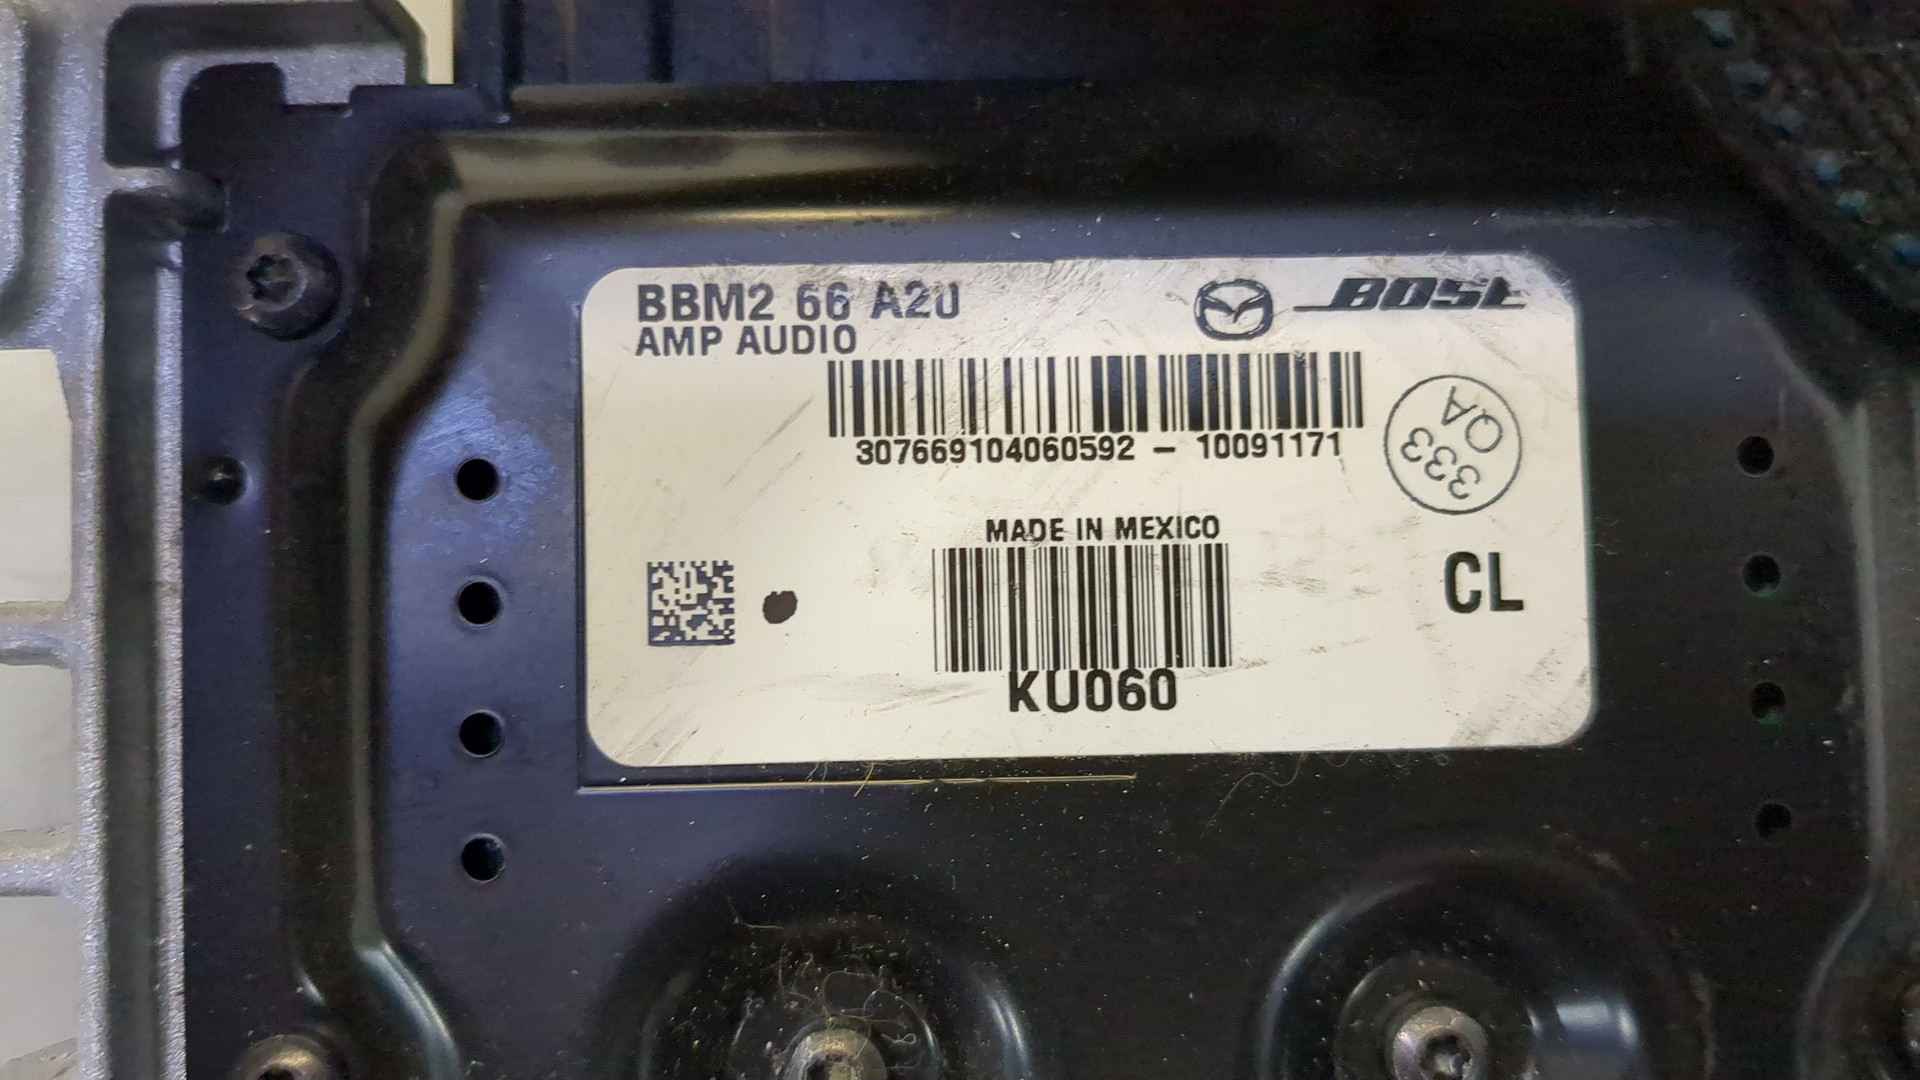 BBM2 66 A20
AMP AUDIO
BOSE
307669104060592 – 10091171
333
QA
MADE IN MEXICO
CL
KU060